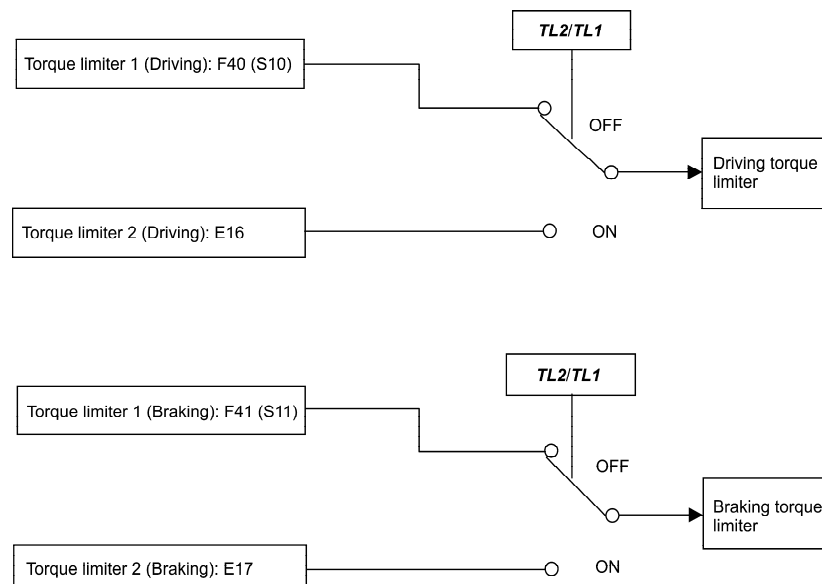 TL2/TL1
Torque limiter 1 (Driving): F40 (S10)
OFF
Driving torque
limiter
Torque limiter 2 (Driving): E16
ON
TL2/TL1
Torque limiter 1 (Braking): F41 (S11)
OFF
Braking torque
limiter
Torque limiter 2 (Braking): E17
ON